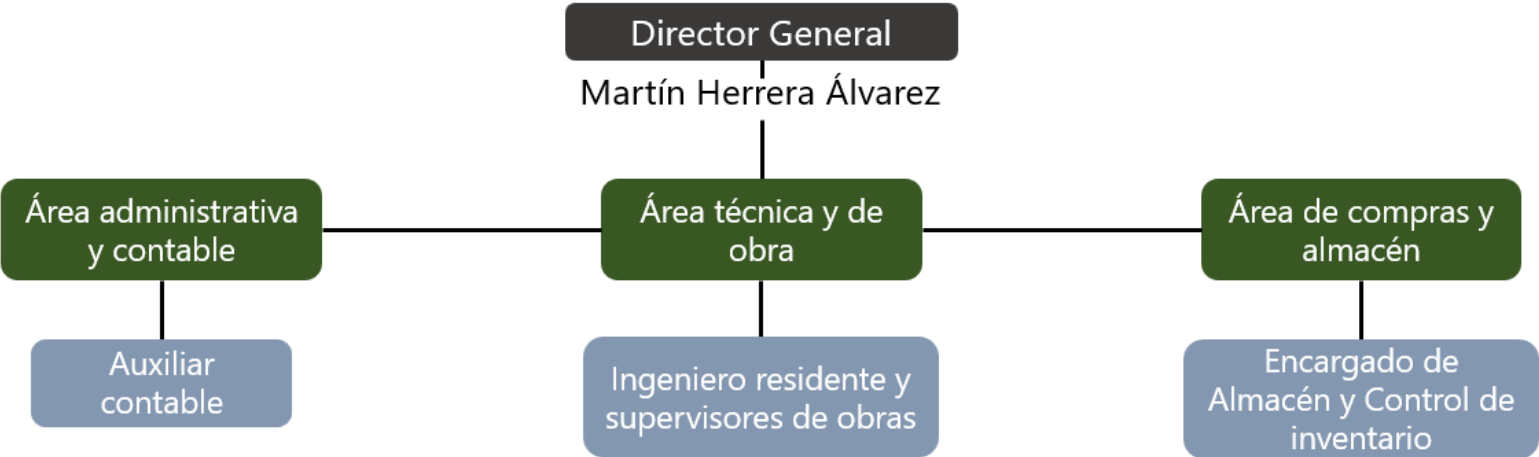 Director General
Martín Herrera Álvarez
Área administrativa
y contable
Área técnica y de
obra
Área de compras y
almacén
Auxiliar
contable
Ingeniero residente y
supervisores de obras
Encargado de
Almacén y Control de
inventario